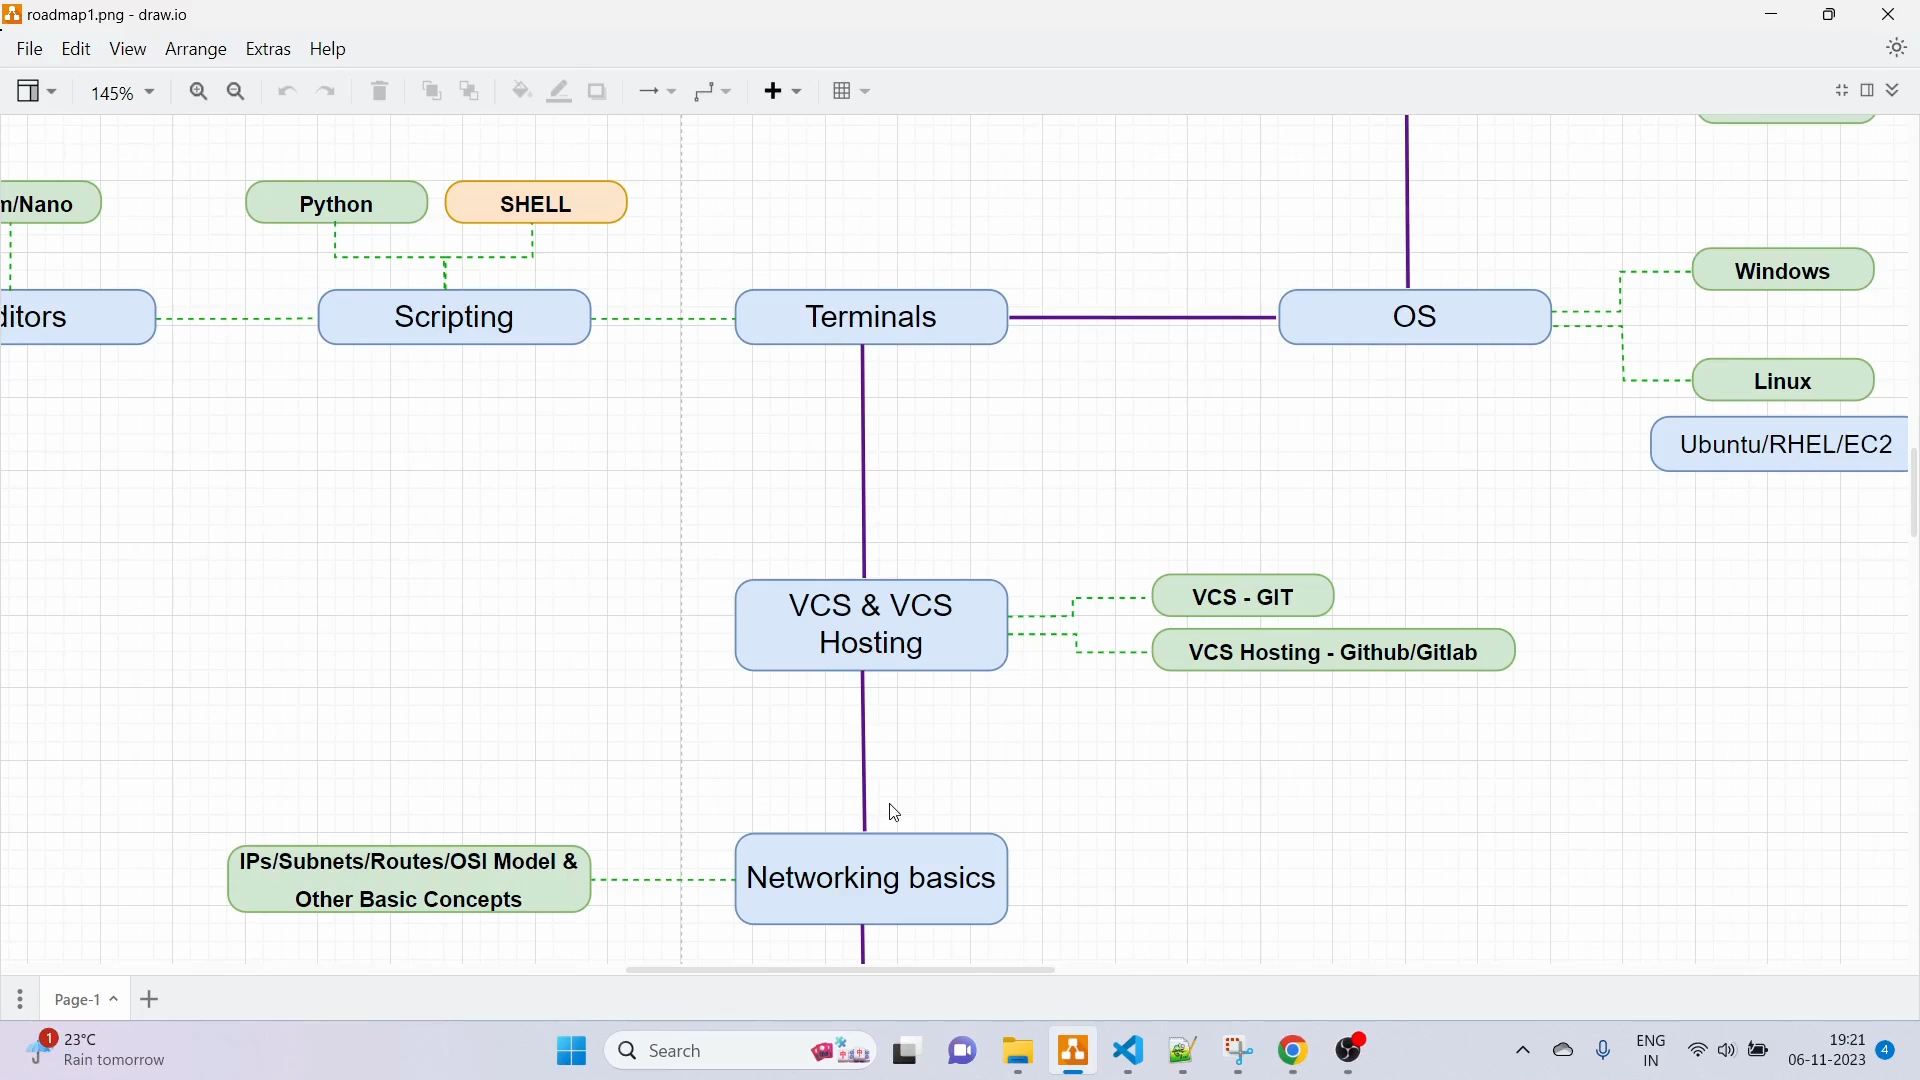 roadmap1.png - draw.io
File Edit View Arrange Extras Help
145%
m/Nano
Python
SHELL
Windows
ditors
Scripting
Terminals
OS
Linux
Ubuntu/RHEL/EC2
VCS & VCS
Hosting
VCS - GIT
VCS Hosting - Github/Gitlab
IPs/Subnets/Routes/OSI Model &
Other Basic Concepts
Networking basics
Page-1
1
23°C
Rain tomorrow
Search
ENG
IN
19:21
06-11-2023
4